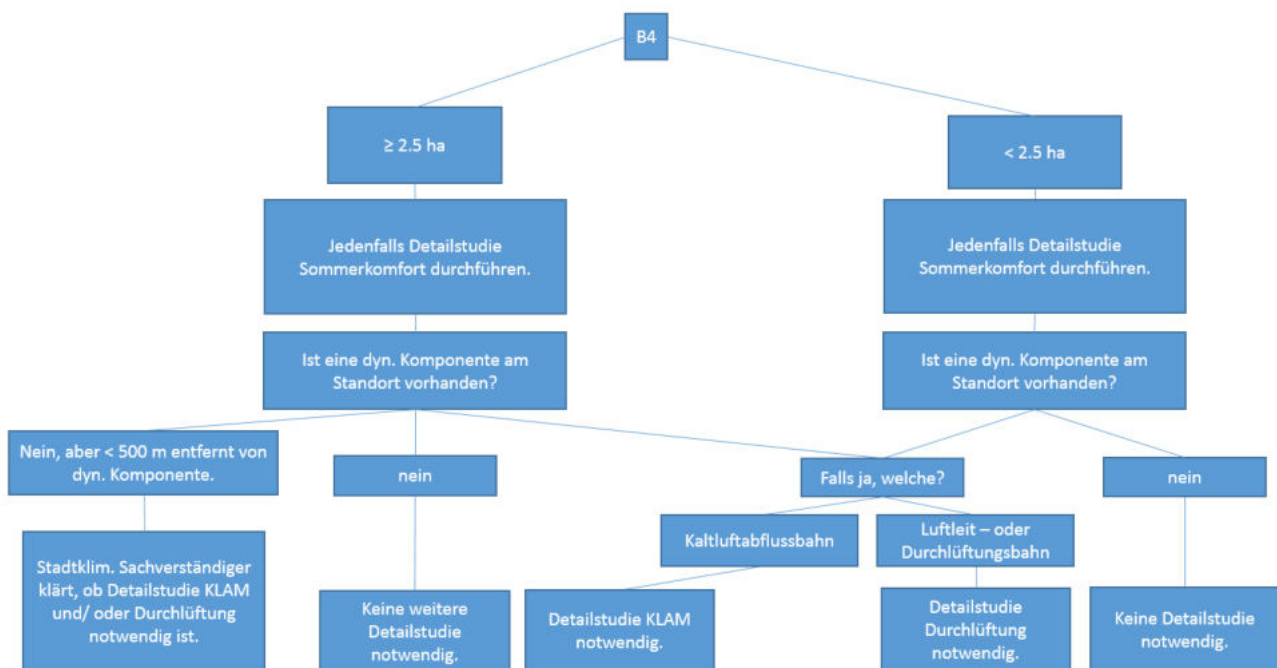 B4
≥ 2.5 ha
< 2.5 ha
Jedenfalls Detailstudie
Sommerkomfort durchführen.
Jedenfalls Detailstudie
Sommerkomfort durchführen.
Ist eine dyn. Komponente am
Standort vorhanden?
Ist eine dyn. Komponente am
Standort vorhanden?
Nein, aber < 500 m entfernt von
dyn. Komponente.
nein
Falls ja, welche?
nein
Kaltluftabflussbahn
Luftleit – oder
Durchlüftungsbahn
Stadtklim. Sachverständiger
klärt, ob Detailstudie KLAM
und/ oder Durchlüftung
notwendig ist.
Keine weitere
Detailstudie
notwendig.
Detailstudie KLAM
notwendig.
Detailstudie
Durchlüftung
notwendig.
Keine Detailstudie
notwendig.